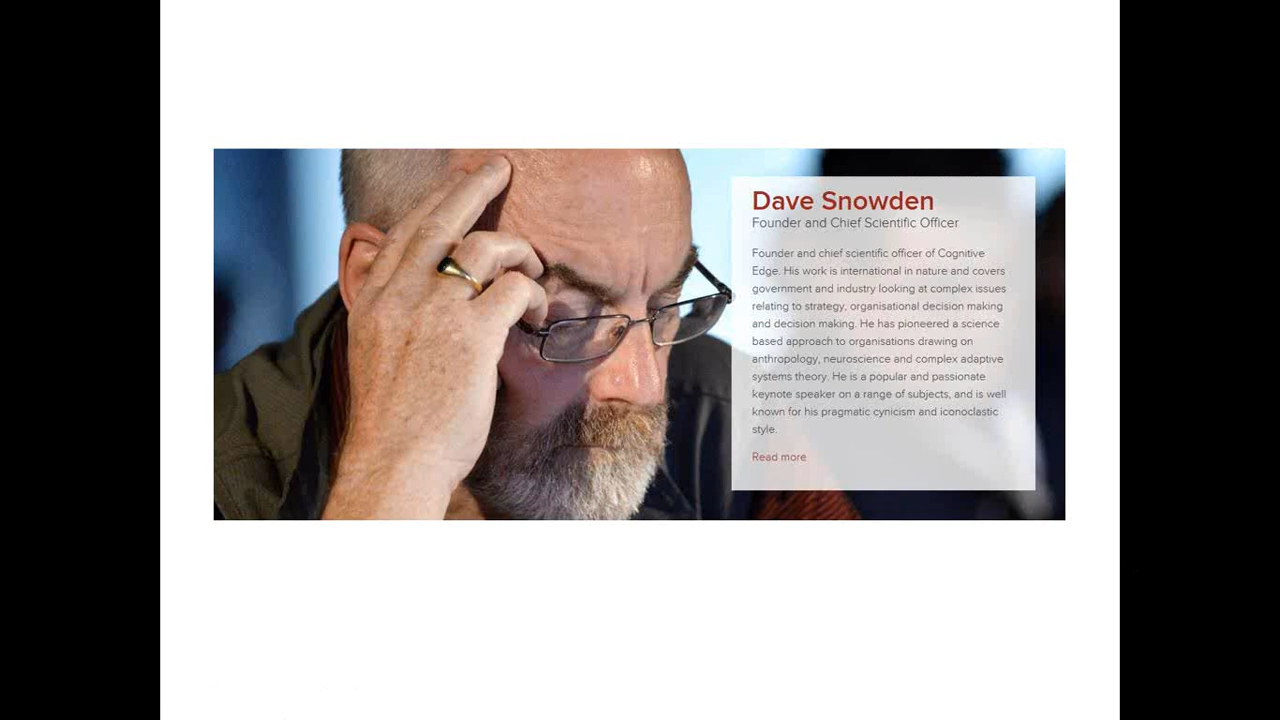 Dave Snowden
Founder and Chief Scientific Officer
Founder and chief scientific officer of Cognitive
Edge. His work is international in nature and covers
government and industry looking at complex issues
relating to strategy, organisational decision making
and decision making. He has pioneered a science
based approach to organisations drawing on
anthropology, neuroscience and complex adaptive
systems theory. He is a popular and passionate
keynote speaker on a range of subjects, and is well
known for his pragmatic cynicism and iconoclastic
style.
Read more